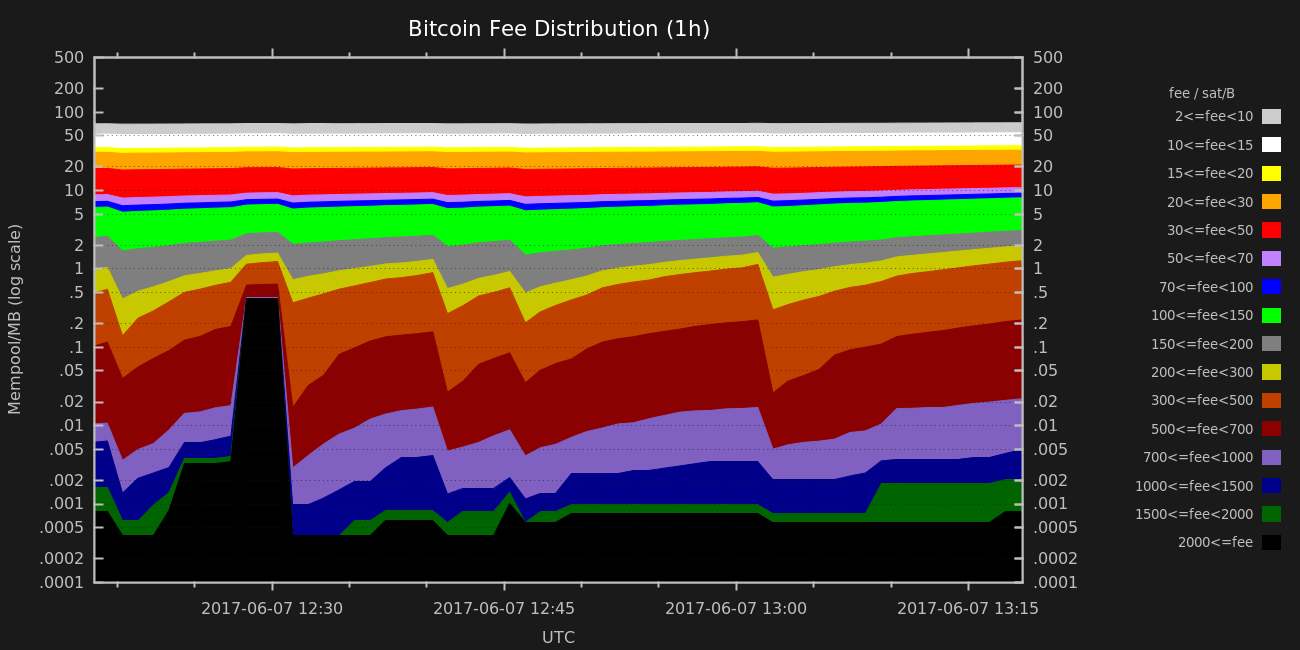 Bitcoin Fee Distribution (1h)
Mempool/MB (log scale)
500
200
100
50
20
10
5
2
1
.5
.2
.1
.05
.02
.01
.005
.002
.001
.0005
.0002
.0001
500
200
100
50
20
10
5
2
1
.5
.2
.1
.05
.02
.01
.005
.002
.001
.0005
.0002
.0001
2017-06-07 12:30
2017-06-07 12:45
2017-06-07 13:00
2017-06-07 13:15
UTC
fee / sat/B
2<=fee<10
10<=fee<15
15<=fee<20
20<=fee<30
30<=fee<50
50<=fee<70
70<=fee<100
100<=fee<150
150<=fee<200
200<=fee<300
300<=fee<500
500<=fee<700
700<=fee<1000
1000<=fee<1500
1500<=fee<2000
2000<=fee